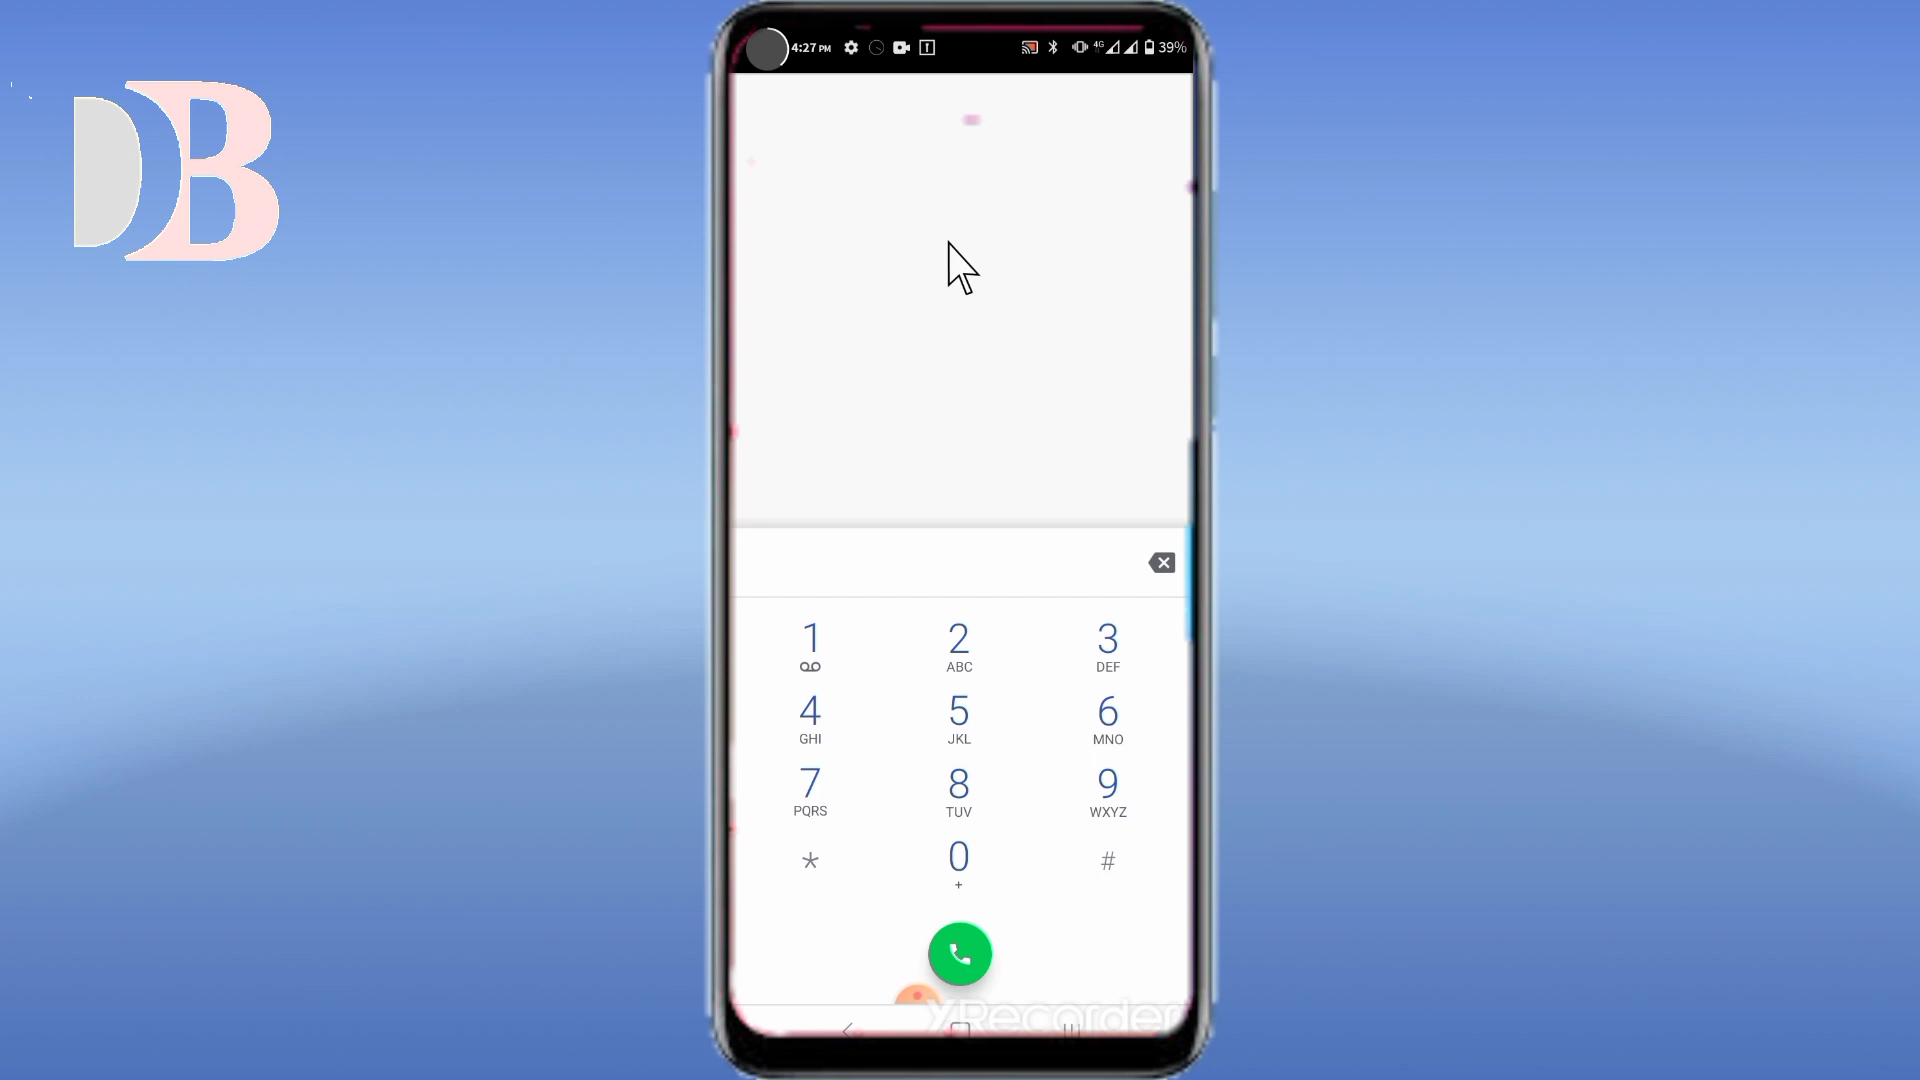 DB
4:27 PM 4G 39%
1 2 3
ABC DEF
4 5 6
GHI JKL MNO
7 8 9
PQRS TUV WXYZ
* 0 #
+
XRecorder